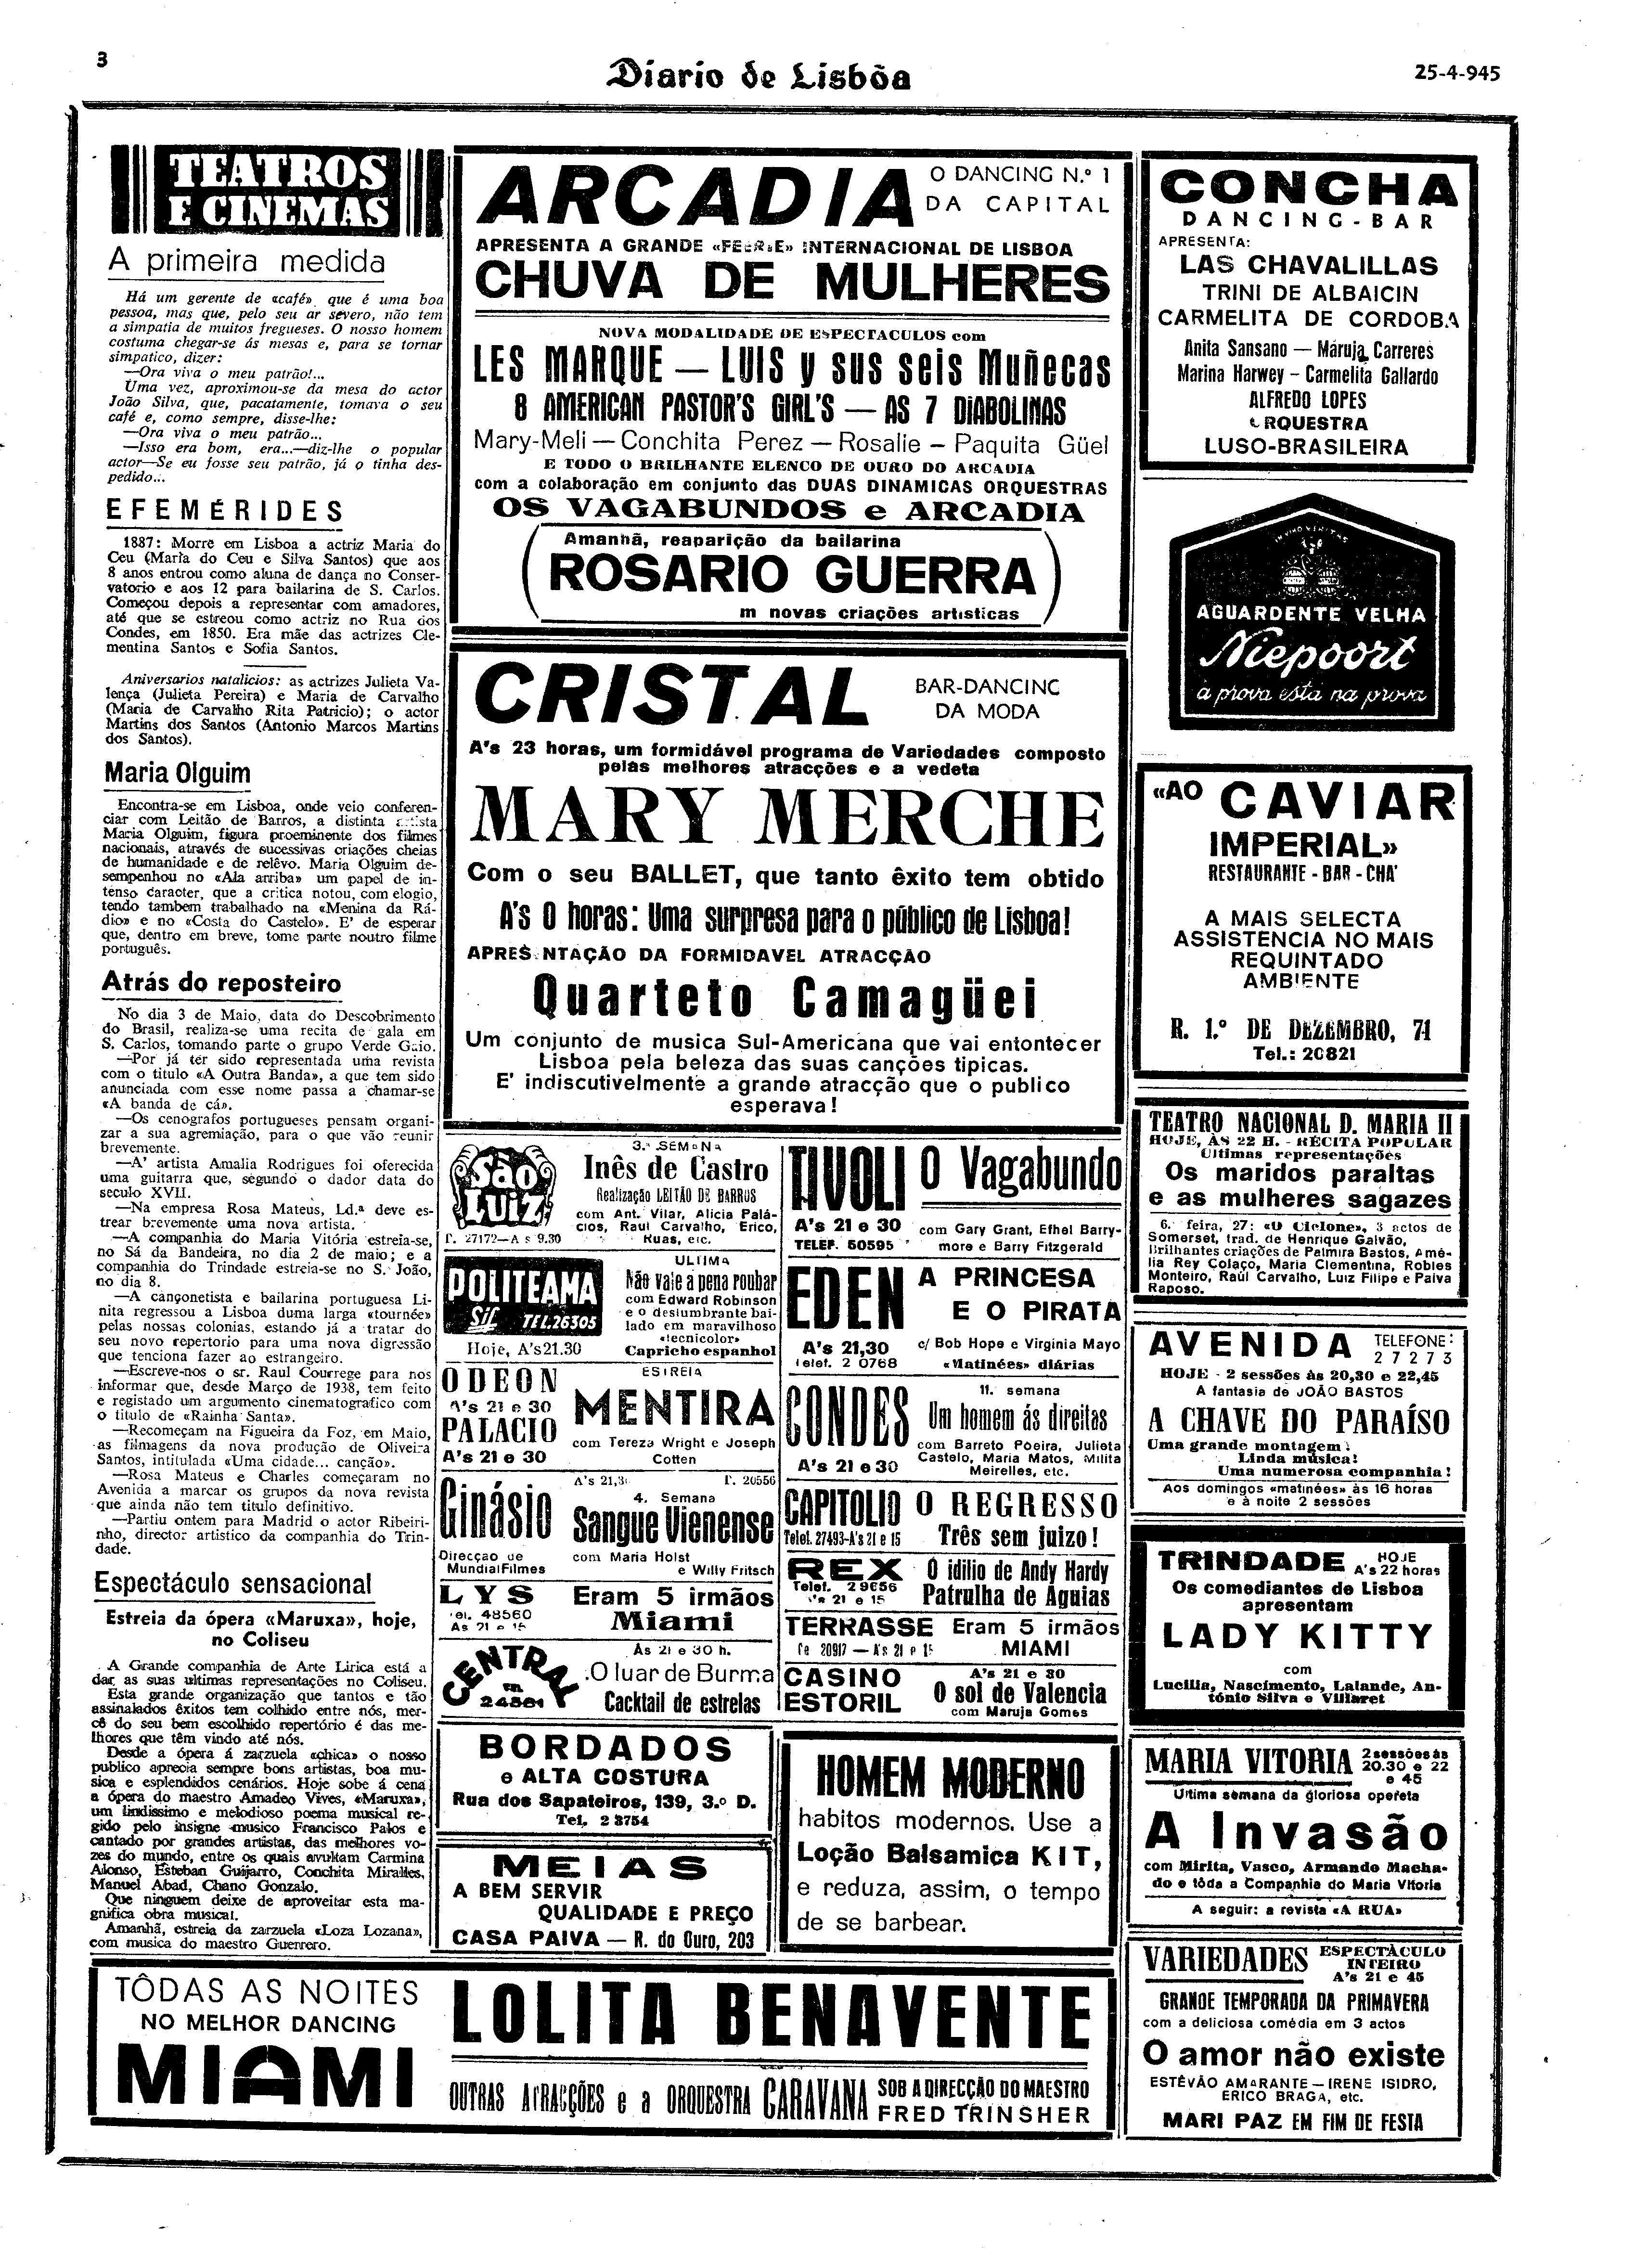 3
Diario de Lisbôa
25-4-945
TEATROS
E CINEMAS
A primeira medida
Há um gerente de «café» que é uma boa
pessoa, mas que, pelo seu ar severo, não tem
a simpatia de muitos fregueses. O nosso homem
costuma chegar-se ás mesas e, para se tornar
simpatico, dizer:
—Ora viva o meu patrão!...
Uma vez, aproximou-se da mesa do actor
João Silva, que, pacatamente, tomava o seu
café e, como sempre, disse-lhe:
—Ora viva o meu patrão...
—Isso era bom, era...—diz-lhe o popular
actor—Se eu fosse seu patrão, já o tinha des-
pedido...
EFEMÉRIDES
1887: Morre em Lisboa a actriz Maria do
Ceu (Maria do Ceu e Silva Santos) que aos
8 anos entrou como aluna de dança no Conser-
vatorio e aos 12 para bailarina de S. Carlos.
Começou depois a representar com amadores,
até que se estreou como actriz no Rua dos
Condes, em 1850. Era mãe das actrizes Cle-
mentina Santos e Sofia Santos.
Aniversarios natalicios: as actrizes Julieta Va-
lença (Julieta Pereira) e Maria de Carvalho
(Maria de Carvalho Rita Patricio); o actor
Martins dos Santos (Antonio Marcos Martins
dos Santos).
Maria Olguim
Encontra-se em Lisboa, onde veio conferen-
ciar com Leitão de Barros, a distinta artista
Maria Olguim, figura proeminente dos filmes
nacionais, através de sucessivas criações cheias
de humanidade e de relêvo. Maria Olguim de-
sempenhou no «Ala arriba» um papel de in-
tenso caracter, que a critica notou, com elogio,
tendo tambem trabalhado na «Menina da Rá-
dio» e no «Costa do Castelo». E' de esperar
que, dentro em breve, tome parte noutro filme
português.
Atrás do reposteiro
No dia 3 de Maio, data do Descobrimento
do Brasil, realiza-se uma recita de gala em
S. Carlos, tomando parte o grupo Verde Gaio.
—Por já ter sido representada uma revista
com o titulo «A Outra Banda», a que tem sido
anunciada com esse nome passa a chamar-se
«A banda de cá».
—Os cenografos portugueses pensam organi-
zar a sua agremiação, para o que vão reunir
brevemente.
—A' artista Amalia Rodrigues foi oferecida
uma guitarra que, segundo o dador data do
seculo XVII.
—Na empresa Rosa Mateus, Ld.ª deve es-
trear brevemente uma nova artista.
—A companhia do Maria Vitória estreia-se,
no Sá da Bandeira, no dia 2 de maio; e a
companhia do Trindade estreia-se no S. João,
no dia 8.
—A cançonetista e bailarina portuguesa Li-
nita regressou a Lisboa duma larga «tournée»
pelas nossas colonias, estando já a tratar do
seu novo repertorio para uma nova digressão
que tenciona fazer ao estrangeiro.
—Escreve-nos o sr. Raul Courrege para nos
informar que, desde Março de 1938, tem feito
e registado um argumento cinematografico com
o titulo de «Rainha Santa».
—Recomeçam na Figueira da Foz, em Maio,
as filmagens da nova produção de Oliveira
Santos, intitulada «Uma cidade... canção».
—Rosa Mateus e Charles começaram no
Avenida a marcar os grupos da nova revista
que ainda não tem titulo definitivo.
—Partiu ontem para Madrid o actor Ribeiri-
nho, director artistico da companhia do Trin-
dade.
Espectáculo sensacional
Estreia da ópera «Maruxa», hoje,
no Coliseu
A Grande companhia de Arte Lirica está a
dar as suas ultimas representações no Coliseu.
Esta grande organização que tantos e tão
assinalados êxitos tem colhido entre nós, mer-
cê do seu bem escolhido repertório é das me-
lhores que têm vindo até nós.
Desde a ópera á zarzuela «chica» o nosso
publico aprecia sempre bons artistas, boa mu-
sica e esplendidos cenários. Hoje sobe á cena
a ópera do maestro Amadeo Vives, «Maruxa»,
um lindissimo e melodioso poema musical re-
gido pelo insigne musico Francisco Palos e
cantado por grandes artistas, das melhores vo-
zes do mundo, entre os quais avultam Carmina
Alonso, Esteban Guijarro, Conchita Miralles,
Manuel Abad, Chano Gonzalo.
Que ninguem deixe de aproveitar esta ma-
gnifica obra musical.
Amanhã, estreia da zarzuela «Loza Lozana»,
com musica do maestro Guerrero.
ARCADIA
O DANCING N.º 1
DA CAPITAL
APRESENTA A GRANDE «FEERIE» INTERNACIONAL DE LISBOA
CHUVA DE MULHERES
NOVA MODALIDADE DE ESPECTACULOS com
LES MARQUE — LUIS y sus seis Muñecas
8 AMERICAN PASTOR'S GIRL'S — AS 7 DIABOLINAS
Mary-Meli — Conchita Perez — Rosalie — Paquita Güel
E TODO O BRILHANTE ELENCO DE OURO DO ARCADIA
com a colaboração em conjunto das DUAS DINAMICAS ORQUESTRAS
OS VAGABUNDOS e ARCADIA
Amanhã, reaparição da bailarina
ROSARIO GUERRA
m novas criações artisticas
CRISTAL
BAR-DANCING
DA MODA
A's 23 horas, um formidável programa de Variedades composto
pelas melhores atracções e a vedeta
MARY MERCHE
Com o seu BALLET, que tanto êxito tem obtido
A's 0 horas: Uma surpresa para o público de Lisboa!
APRESENTAÇÃO DA FORMIDAVEL ATRACÇÃO
Quarteto Camagüei
Um conjunto de musica Sul-Americana que vai entontecer
Lisboa pela beleza das suas canções tipicas.
E' indiscutivelmente a grande atracção que o publico
esperava!
São
Luiz
T. 27172—A s 9.30
3.ª SEMANA
Inês de Castro
Realização LEITÃO DE BARROS
com Ant. Vilar, Alicia Palá-
cios, Raul Carvalho, Erico,
Ruas, etc.
POLITEAMA
Sil TEL.26305
Hoje, A's 21.30
ULTIMA
Não vale a pena roubar
com Edward Robinson
e o deslumbrante bai-
lado em maravilhoso
«tecnicolor»
Capricho espanhol
ODEON
A's 21 e 30
PALACIO
A's 21 e 30
ESTREIA
MENTIRA
com Tereza Wright e Joseph
Cotten
Ginásio
Direcção de
MundialFilmes
A's 21,30 T. 20556
4. Semana
Sangue Vienense
com Maria Holst
e Willy Fritsch
LYS
Tel. 48560
As 21 e 15
Eram 5 irmãos
Miami
CENTRAL
24561
Ás 21 e 30 h.
O luar de Burma
Cacktail de estrelas
TIVOLI
A's 21 e 30
TELEF. 50595
O Vagabundo
com Gary Grant, Ethel Barry-
more e Barry Fitzgerald
EDEN
A's 21,30
Telef. 2 0768
A PRINCESA
E O PIRATA
c/ Bob Hope e Virginia Mayo
«Matinées» diárias
CONDES
A's 21 e 30
11. semana
Um homem ás direitas
com Barreto Poeira, Julieta
Castelo, Maria Matos, Milita
Meirelles, etc.
CAPITOLIO
Telef. 27493-A's 21 e 15
O REGRESSO
Três sem juizo!
REX
Telef. 2 9656
A's 21 e 15
O idilio de Andy Hardy
Patrulha de Aguias
TERRASSE
Te 20917 — A's 21 e 15
Eram 5 irmãos
MIAMI
CASINO
ESTORIL
A's 21 e 30
O sol de Valencia
com Maruja Gomes
BORDADOS
e ALTA COSTURA
Rua dos Sapateiros, 139, 3.º D.
Tel. 2 8754
MEIAS
A BEM SERVIR
QUALIDADE E PREÇO
CASA PAIVA — R. do Ouro, 203
HOMEM MODERNO
habitos modernos. Use a
Loção Balsamica KIT,
e reduza, assim, o tempo
de se barbear.
CONCHA
DANCING-BAR
APRESENTA:
LAS CHAVALILLAS
TRINI DE ALBAICIN
CARMELITA DE CORDOBA
Anita Sansano — Maruja Carreres
Marina Harwey — Carmelita Gallardo
ALFREDO LOPES
ORQUESTRA
LUSO-BRASILEIRA
AGUARDENTE VELHA
Niepoort
a prova está na prova
«AO CAVIAR
IMPERIAL»
RESTAURANTE - BAR - CHA'
A MAIS SELECTA
ASSISTENCIA NO MAIS
REQUINTADO
AMBIENTE
R. 1.º DE DEZEMBRO, 71
Tel.: 20821
TEATRO NACIONAL D. MARIA II
HOJE, ÀS 22 H. - RÉCITA POPULAR
Ultimas representações
Os maridos paraltas
e as mulheres sagazes
6. feira, 27: «O Ciclone», 3 actos de
Somerset, trad. de Henrique Galvão,
Brilhantes criações de Palmira Bastos, Amé-
lia Rey Colaço, Maria Clementina, Robles
Monteiro, Raúl Carvalho, Luiz Filipe e Paiva
Raposo.
AVENIDA
TELEFONE:
27273
HOJE - 2 sessões às 20,30 e 22,45
A fantasia de JOÃO BASTOS
A CHAVE DO PARAÍSO
Uma grande montagem!
Linda música!
Uma numerosa companhia!
Aos domingos «matinées» às 16 horas
e à noite 2 sessões
TRINDADE
HOJE
A's 22 horas
Os comediantes de Lisboa
apresentam
LADY KITTY
com
Lucilia, Nascimento, Lalande, An-
tónio Silva e Villaret
MARIA VITORIA
2 sessões às
20.30 e 22
e 45
Ultima semana da gloriosa opereta
A Invasão
com Mirita, Vasco, Armando Macha-
do e tôda a Companhia do Maria Vitoria
A seguir: a revista «A RUA»
VARIEDADES
ESPECTÁCULO
INTEIRO
A's 21 e 45
GRANDE TEMPORADA DA PRIMAVERA
com a deliciosa comédia em 3 actos
O amor não existe
ESTÊVÃO AMARANTE — IRENE ISIDRO,
ERICO BRAGA, etc.
MARI PAZ EM FIM DE FESTA
TÔDAS AS NOITES
NO MELHOR DANCING
MIAMI
LOLITA BENAVENTE
OUTRAS ATRACÇÕES e a ORQUESTRA CARAVANA
SOB A DIRECÇÃO DO MAESTRO
FRED TRINSHER